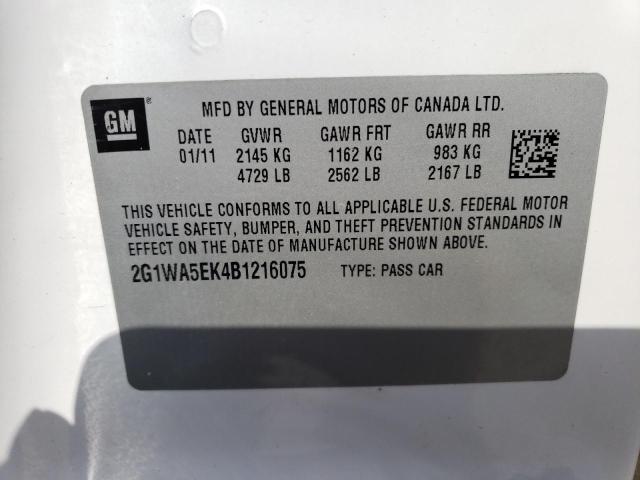 GM ®
MFD BY GENERAL MOTORS OF CANADA LTD.
DATE GVWR GAWR FRT GAWR RR
01/11 2145 KG 1162 KG 983 KG
4729 LB 2562 LB 2167 LB
THIS VEHICLE CONFORMS TO ALL APPLICABLE U.S. FEDERAL MOTOR
VEHICLE SAFETY, BUMPER, AND THEFT PREVENTION STANDARDS IN
EFFECT ON THE DATE OF MANUFACTURE SHOWN ABOVE.
2G1WA5EK4B1216075 TYPE: PASS CAR